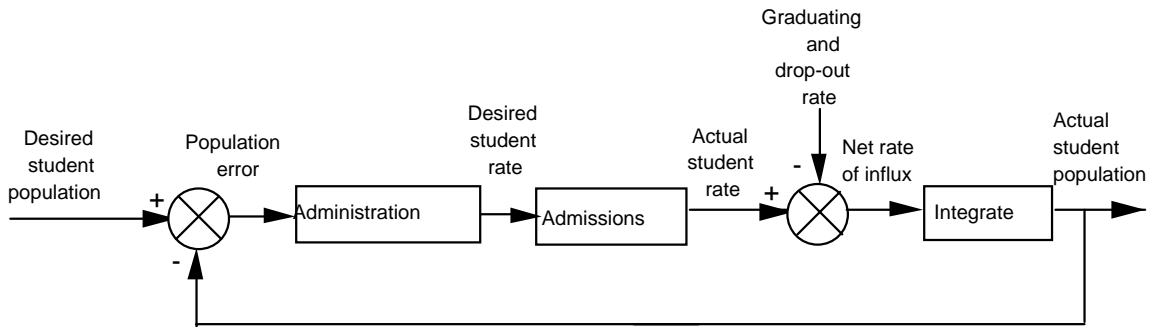 Desired
student
population
+
-
Population
error
Administration
Desired
student
rate
Admissions
Actual
student
rate
+
Graduating
and
drop-out
rate
-
Net rate
of influx
Integrate
Actual
student
population